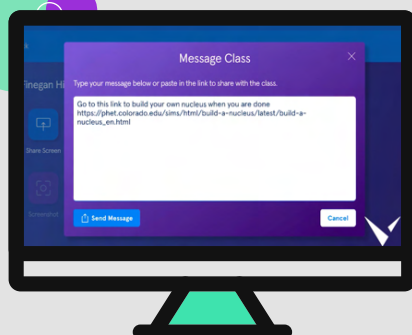 Message Class
Finegan Hi
Type your message below or paste in the link to share with the class.
Go to this link to build your own nucleus when you are done
https://phet.colorado.edu/sims/html/build-a-nucleus/latest/build-a-
nucleus_en.html
Share Screen
Screenshot
Send Message
Cancel